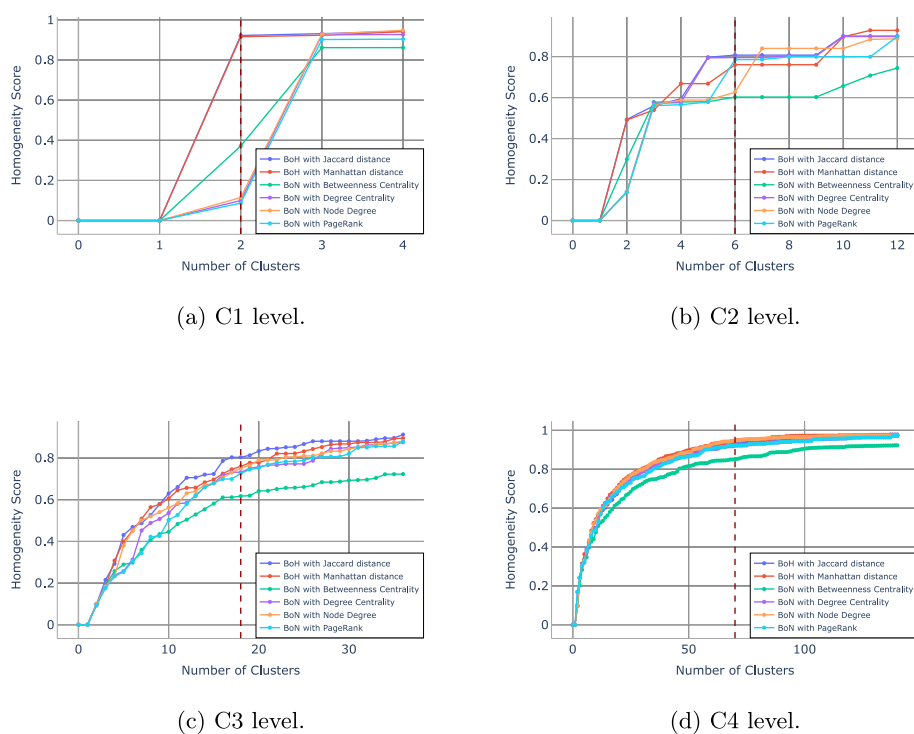 1
0.8
0.6
0.4
0.2
0
Homogeneity Score
BoH with Jaccard distance
BoH with Manhattan distance
BoN with Betweenness Centrality
BoN with Degree Centrality
BoN with Node Degree
BoN with PageRank
0 1 2 3 4
Number of Clusters
(a) C1 level.
0.8
0.6
0.4
0.2
0
Homogeneity Score
BoH with Jaccard distance
BoH with Manhattan distance
BoN with Betweenness Centrality
BoN with Degree Centrality
BoN with Node Degree
BoN with PageRank
0 2 4 6 8 10 12
Number of Clusters
(b) C2 level.
0.8
0.6
0.4
0.2
0
Homogeneity Score
BoH with Jaccard distance
BoH with Manhattan distance
BoN with Betweenness Centrality
BoN with Degree Centrality
BoN with Node Degree
BoN with PageRank
0 10 20 30
Number of Clusters
(c) C3 level.
1
0.8
0.6
0.4
0.2
0
Homogeneity Score
BoH with Jaccard distance
BoH with Manhattan distance
BoN with Betweenness Centrality
BoN with Degree Centrality
BoN with Node Degree
BoN with PageRank
0 50 100
Number of Clusters
(d) C4 level.